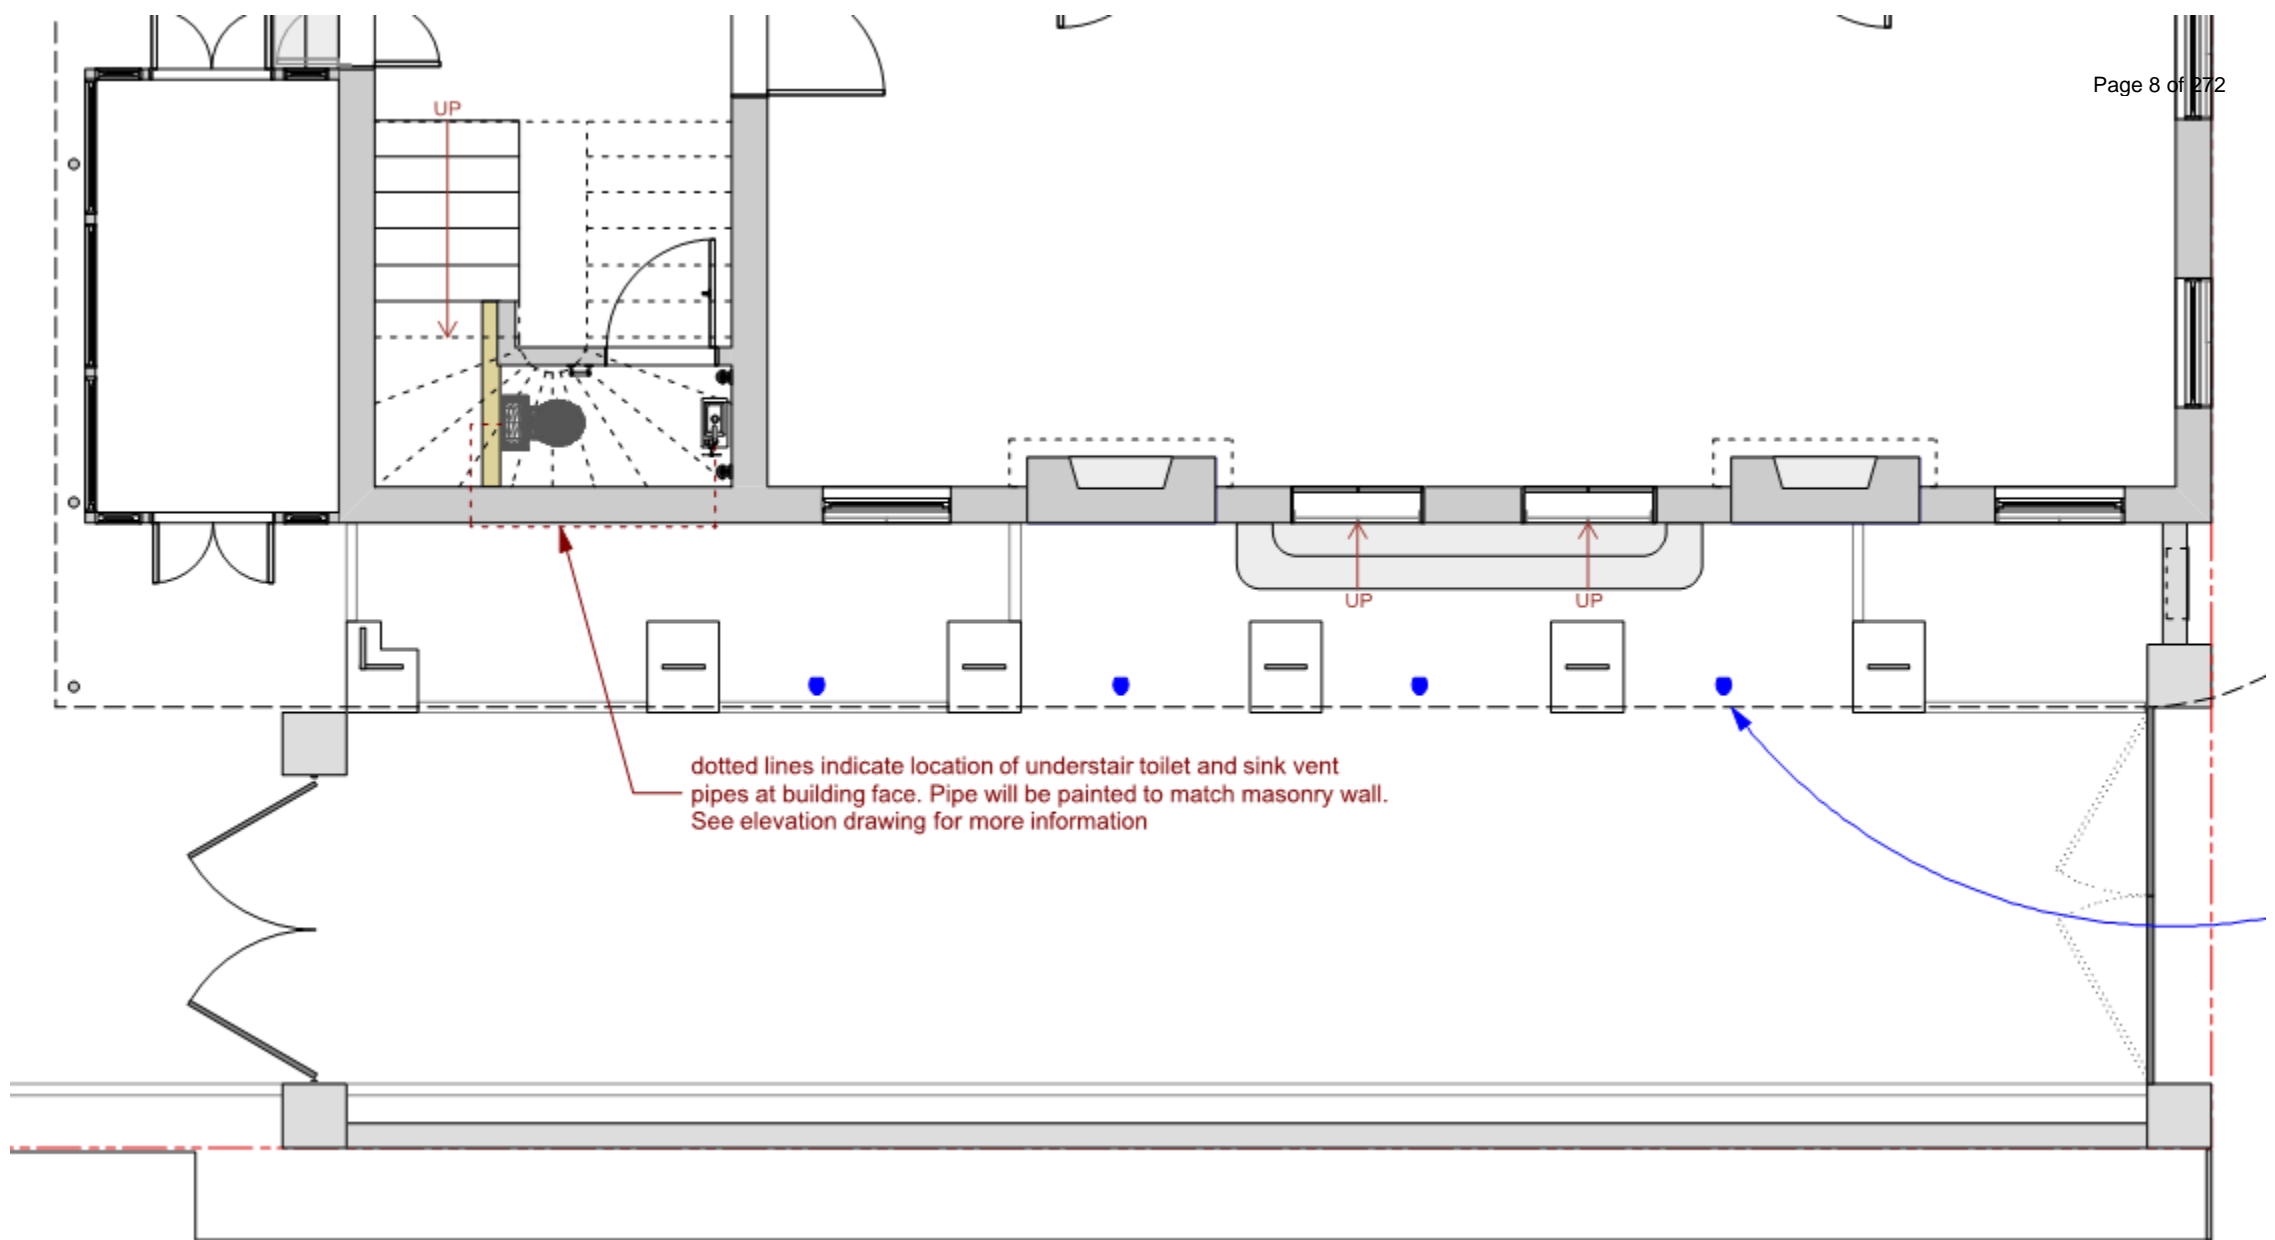 Page 8 of 272
UP
UP
UP
dotted lines indicate location of understair toilet and sink vent
pipes at building face. Pipe will be painted to match masonry wall.
See elevation drawing for more information